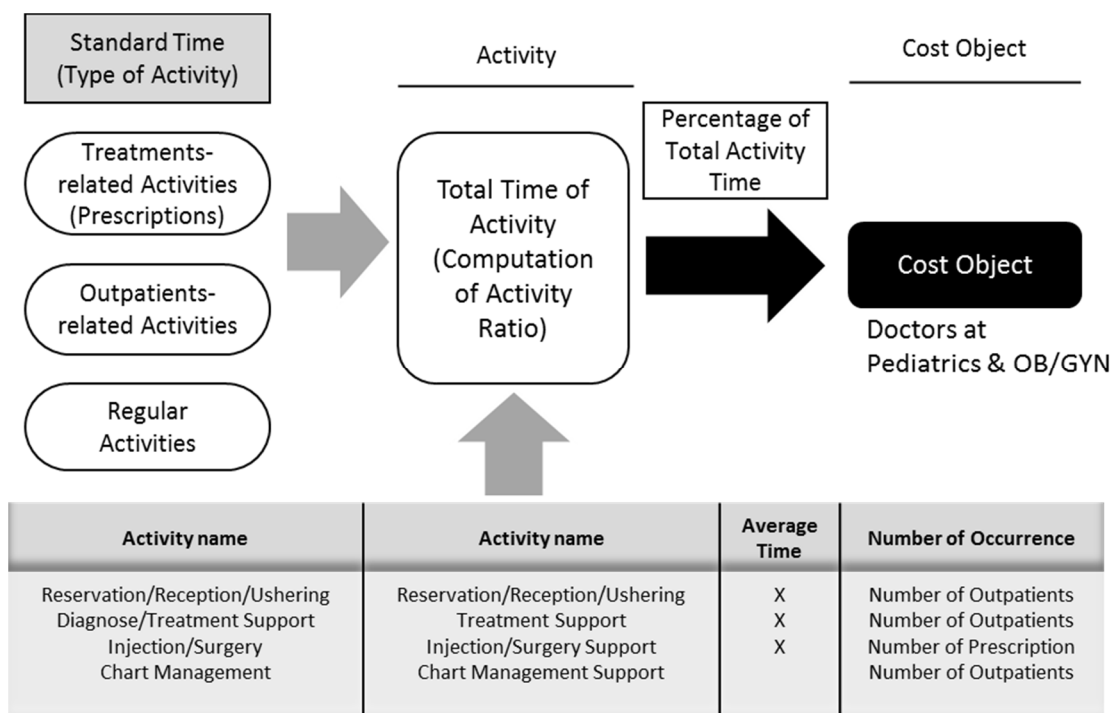 Standard Time
(Type of Activity)
Activity
Cost Object
Treatments-
related Activities
(Prescriptions)
Outpatients-
related Activities
Regular
Activities
Total Time of
Activity
(Computation
of Activity
Ratio)
Percentage of
Total Activity
Time
Cost Object
Doctors at
Pediatrics & OB/GYN
Activity name Activity name Average Time Number of Occurrence
Reservation/Reception/Ushering Reservation/Reception/Ushering X Number of Outpatients
Diagnose/Treatment Support Treatment Support X Number of Outpatients
Injection/Surgery Injection/Surgery Support X Number of Prescription
Chart Management Chart Management Support Number of Outpatients